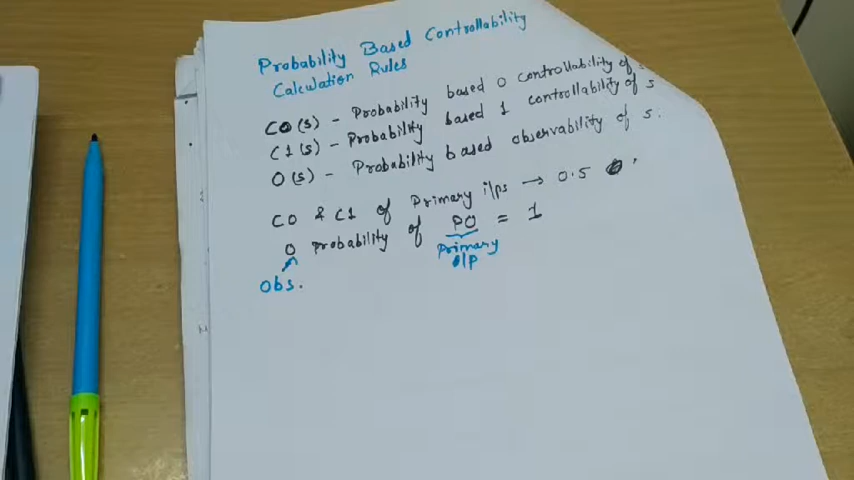 Probability Based Controllability
Calculation Rules
C0(s) - Probability based 0 controllability of
C1(s) - Probability based 1 controllability of s
O(s) - Probability based observability of s.
C0 & C1 of Primary i/ps → 0.5
O Probability of PO = 1
Primary
o/p
Obs.